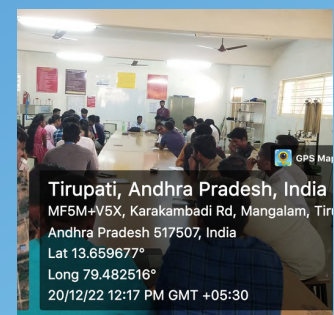 GPS Map
Tirupati, Andhra Pradesh, India
MF5M+V5X, Karakambadi Rd, Mangalam, Tiru
Andhra Pradesh 517507, India
Lat 13.659677°
Long 79.482516°
20/12/22 12:17 PM GMT +05:30